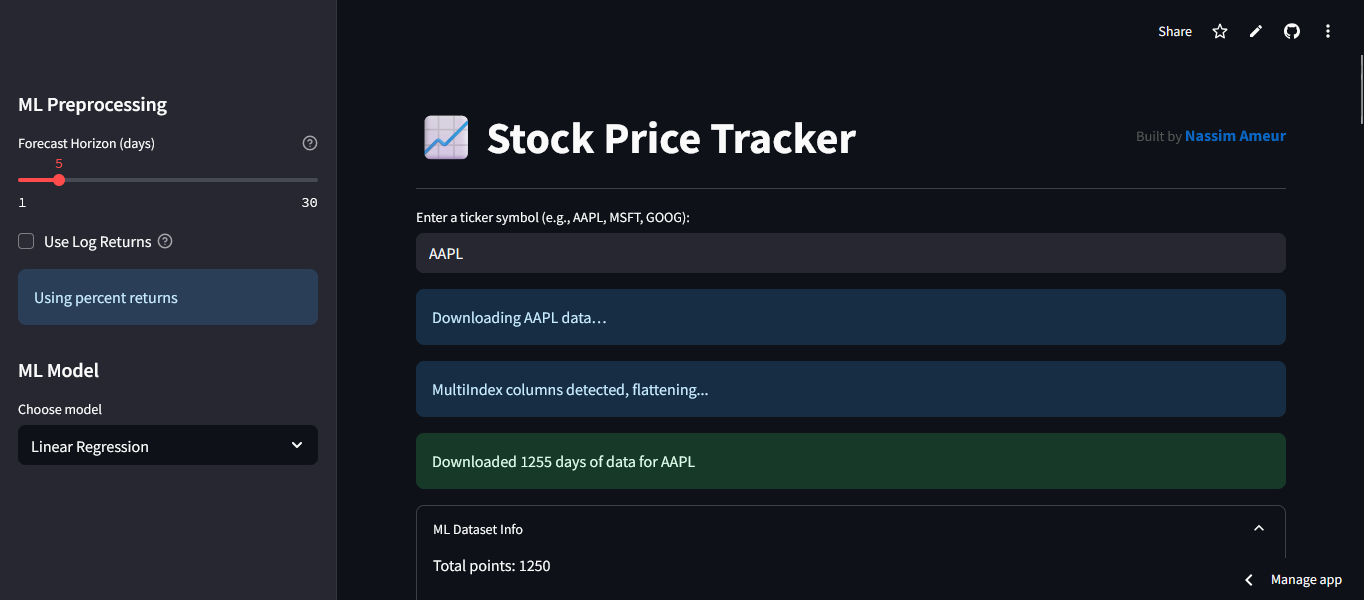 Share
ML Preprocessing
Forecast Horizon (days)
5
1
30
Use Log Returns
Using percent returns
ML Model
Choose model
Linear Regression
Stock Price Tracker
Built by Nassim Ameur
Enter a ticker symbol (e.g., AAPL, MSFT, GOOG):
AAPL
Downloading AAPL data...
MultiIndex columns detected, flattening...
Downloaded 1255 days of data for AAPL
ML Dataset Info
Total points: 1250
Manage app